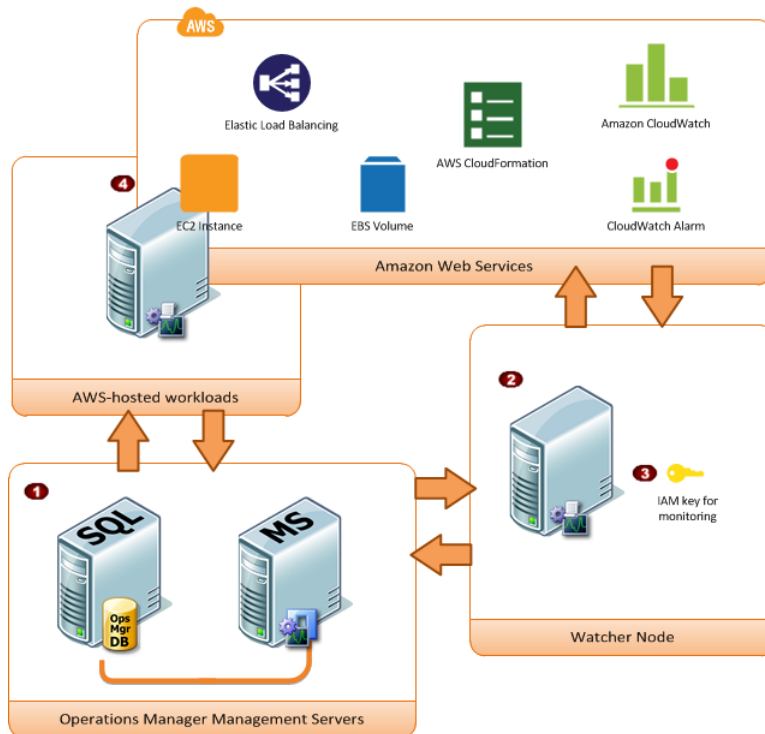 AWS
Elastic Load Balancing
AWS CloudFormation
Amazon CloudWatch
4
EC2 Instance
EBS Volume
CloudWatch Alarm
Amazon Web Services
AWS-hosted workloads
2
3
IAM key for
monitoring
Watcher Node
1
SQL
MS
Ops
Mgr
DB
Operations Manager Management Servers